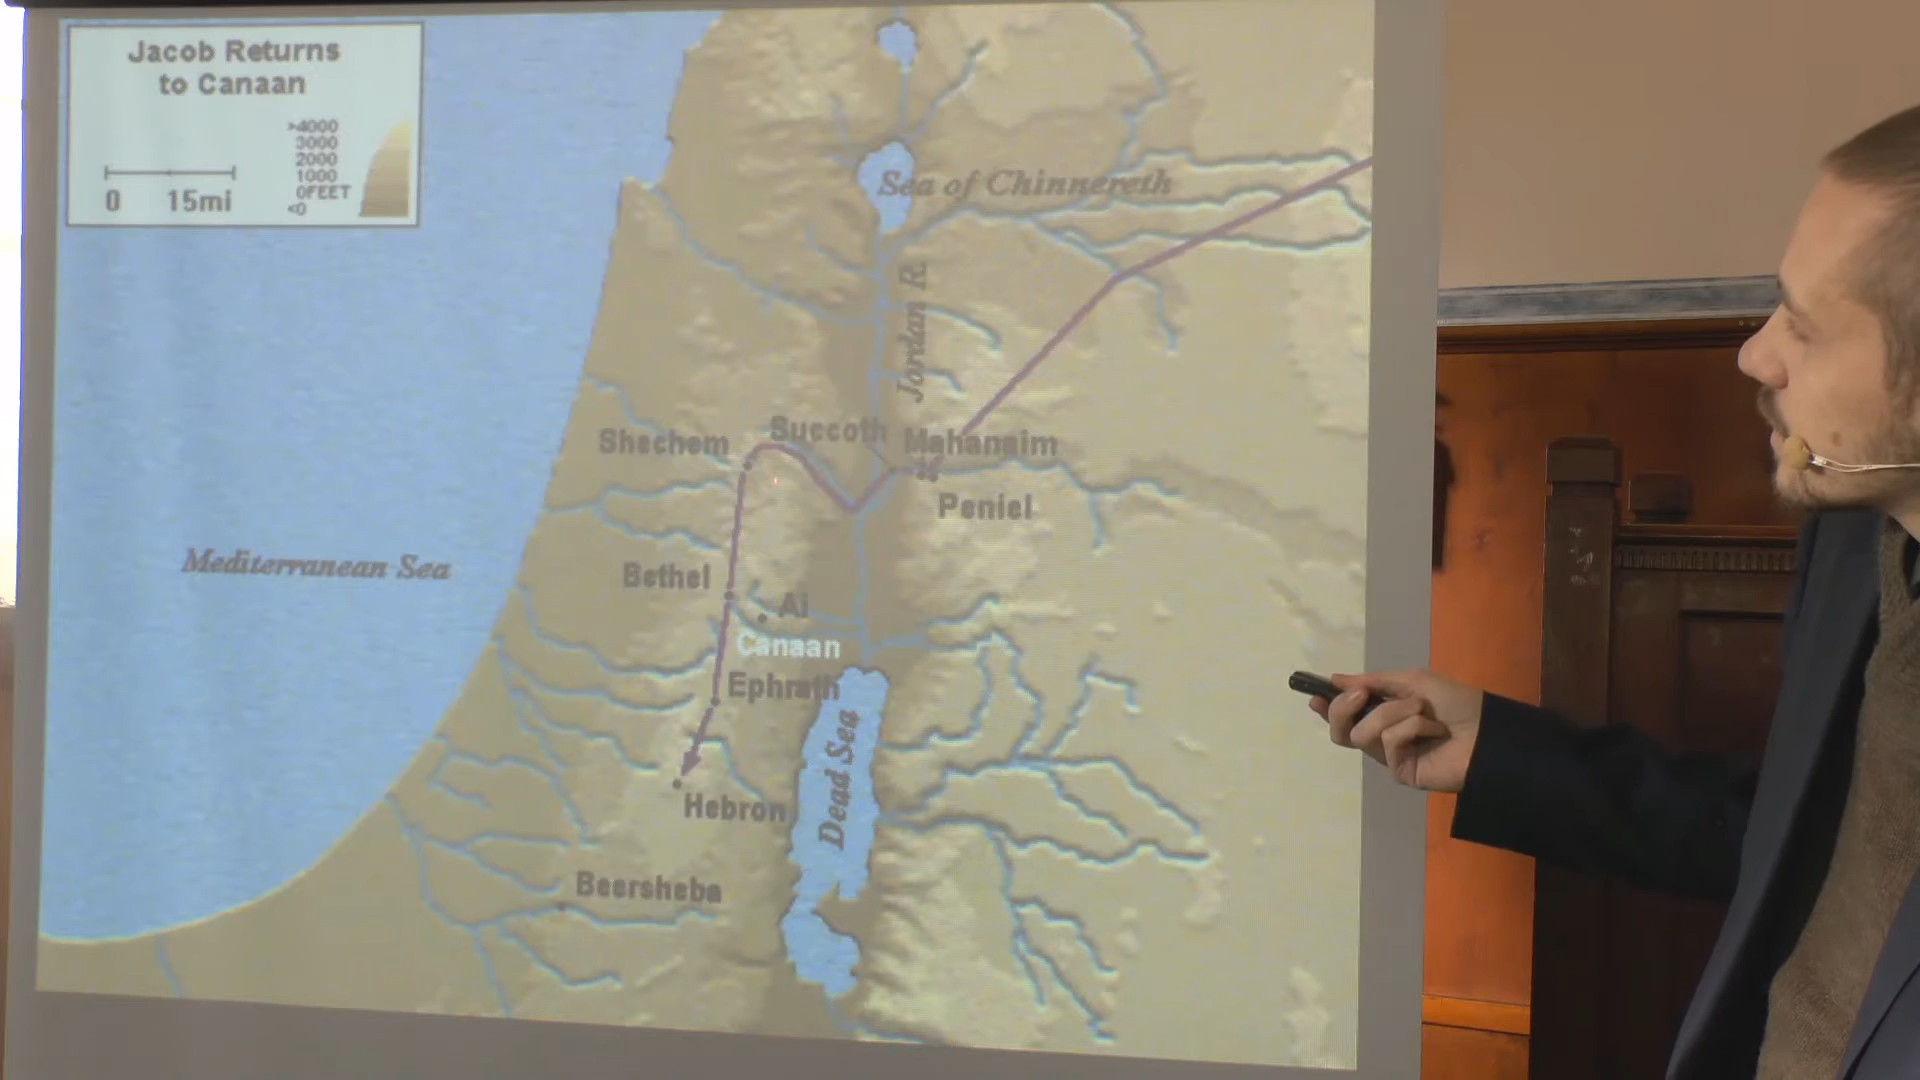 Jacob Returns
to Canaan
>4000
3000
2000
1000
0FEET
<0
0 15mi
Sea of Chinnereth
Jordan R.
Succoth
Shechem
Mahanaim
Peniel
Mediterranean Sea
Bethel
Ai
Canaan
Ephrath
Dead Sea
Hebron
Beersheba